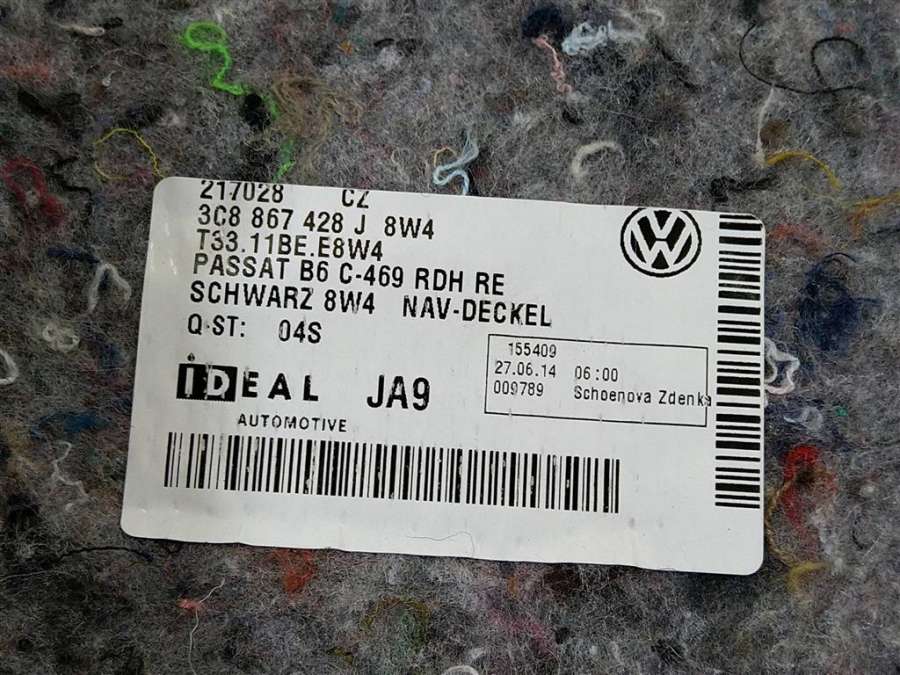 217028 CZ
3C8 867 428 J 8W4
T33.11BE.E8W4
PASSAT B6 C-469 RDH RE
SCHWARZ 8W4 NAV-DECKEL
Q-ST: 04S
155409
27.06.14 06:00
009789 Schoenova Zdenka
IDEAL JA9
AUTOMOTIVE